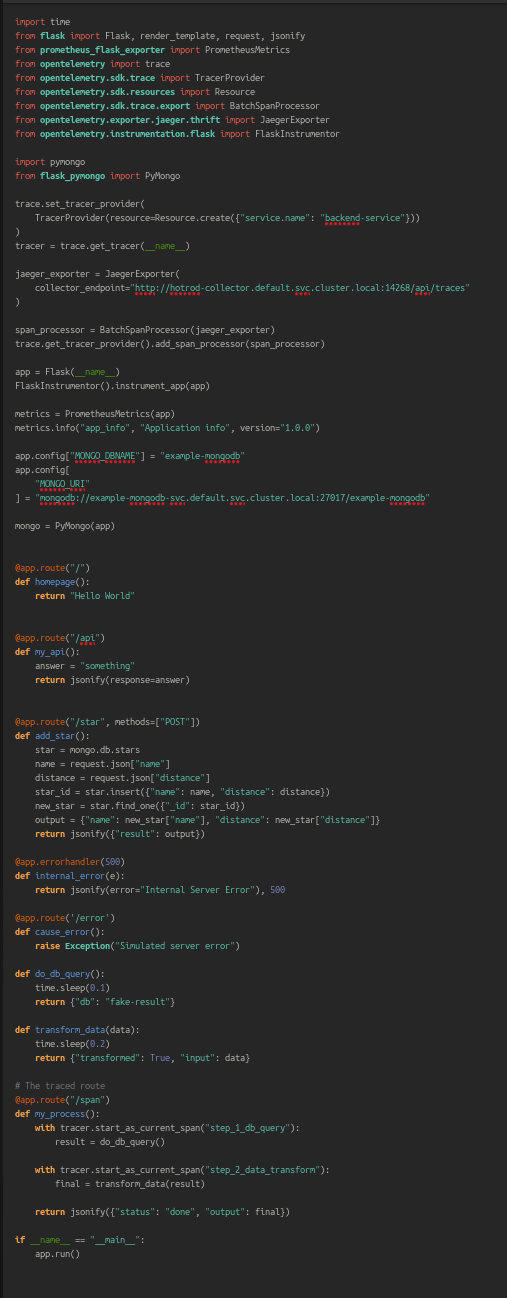 import time
from flask import Flask, render_template, request, jsonify
from prometheus_flask_exporter import PrometheusMetrics
from opentelemetry import trace
from opentelemetry.sdk.trace import TracerProvider
from opentelemetry.sdk.resources import Resource
from opentelemetry.sdk.trace.export import BatchSpanProcessor
from opentelemetry.exporter.jaeger.thrift import JaegerExporter
from opentelemetry.instrumentation.flask import FlaskInstrumentor

import pymongo
from flask_pymongo import PyMongo

trace.set_tracer_provider(
    TracerProvider(resource=Resource.create({"service.name": "backend-service"}))
)
tracer = trace.get_tracer(__name__)

jaeger_exporter = JaegerExporter(
    collector_endpoint="http://hotrod-collector.default.svc.cluster.local:14268/api/traces"
)

span_processor = BatchSpanProcessor(jaeger_exporter)
trace.get_tracer_provider().add_span_processor(span_processor)

app = Flask(__name__)
FlaskInstrumentor().instrument_app(app)

metrics = PrometheusMetrics(app)
metrics.info("app_info", "Application info", version="1.0.0")

app.config["MONGO_DBNAME"] = "example-mongodb"
app.config[
    "MONGO_URI"
] = "mongodb://example-mongodb-svc.default.svc.cluster.local:27017/example-mongodb"

mongo = PyMongo(app)


@app.route("/")
def homepage():
    return "Hello World"


@app.route("/api")
def my_api():
    answer = "something"
    return jsonify(response=answer)


@app.route("/star", methods=["POST"])
def add_star():
    star = mongo.db.stars
    name = request.json["name"]
    distance = request.json["distance"]
    star_id = star.insert({"name": name, "distance": distance})
    new_star = star.find_one({"_id": star_id})
    output = {"name": new_star["name"], "distance": new_star["distance"]}
    return jsonify({"result": output})

@app.errorhandler(500)
def internal_error(e):
    return jsonify(error="Internal Server Error"), 500

@app.route('/error')
def cause_error():
    raise Exception("Simulated server error")

def do_db_query():
    time.sleep(0.1)
    return {"db": "fake-result"}

def transform_data(data):
    time.sleep(0.2)
    return {"transformed": True, "input": data}

# The traced route
@app.route("/span")
def my_process():
    with tracer.start_as_current_span("step_1_db_query"):
        result = do_db_query()

    with tracer.start_as_current_span("step_2_data_transform"):
        final = transform_data(result)

    return jsonify({"status": "done", "output": final})

if __name__ == "__main__":
    app.run()